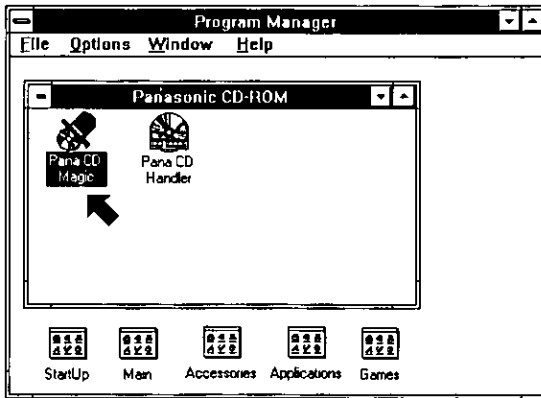 Program Manager
File Options Window Help
Panasonic CD-ROM
Pana CD Magic
Pana CD Handler
StartUp Main Accessories Applications Games